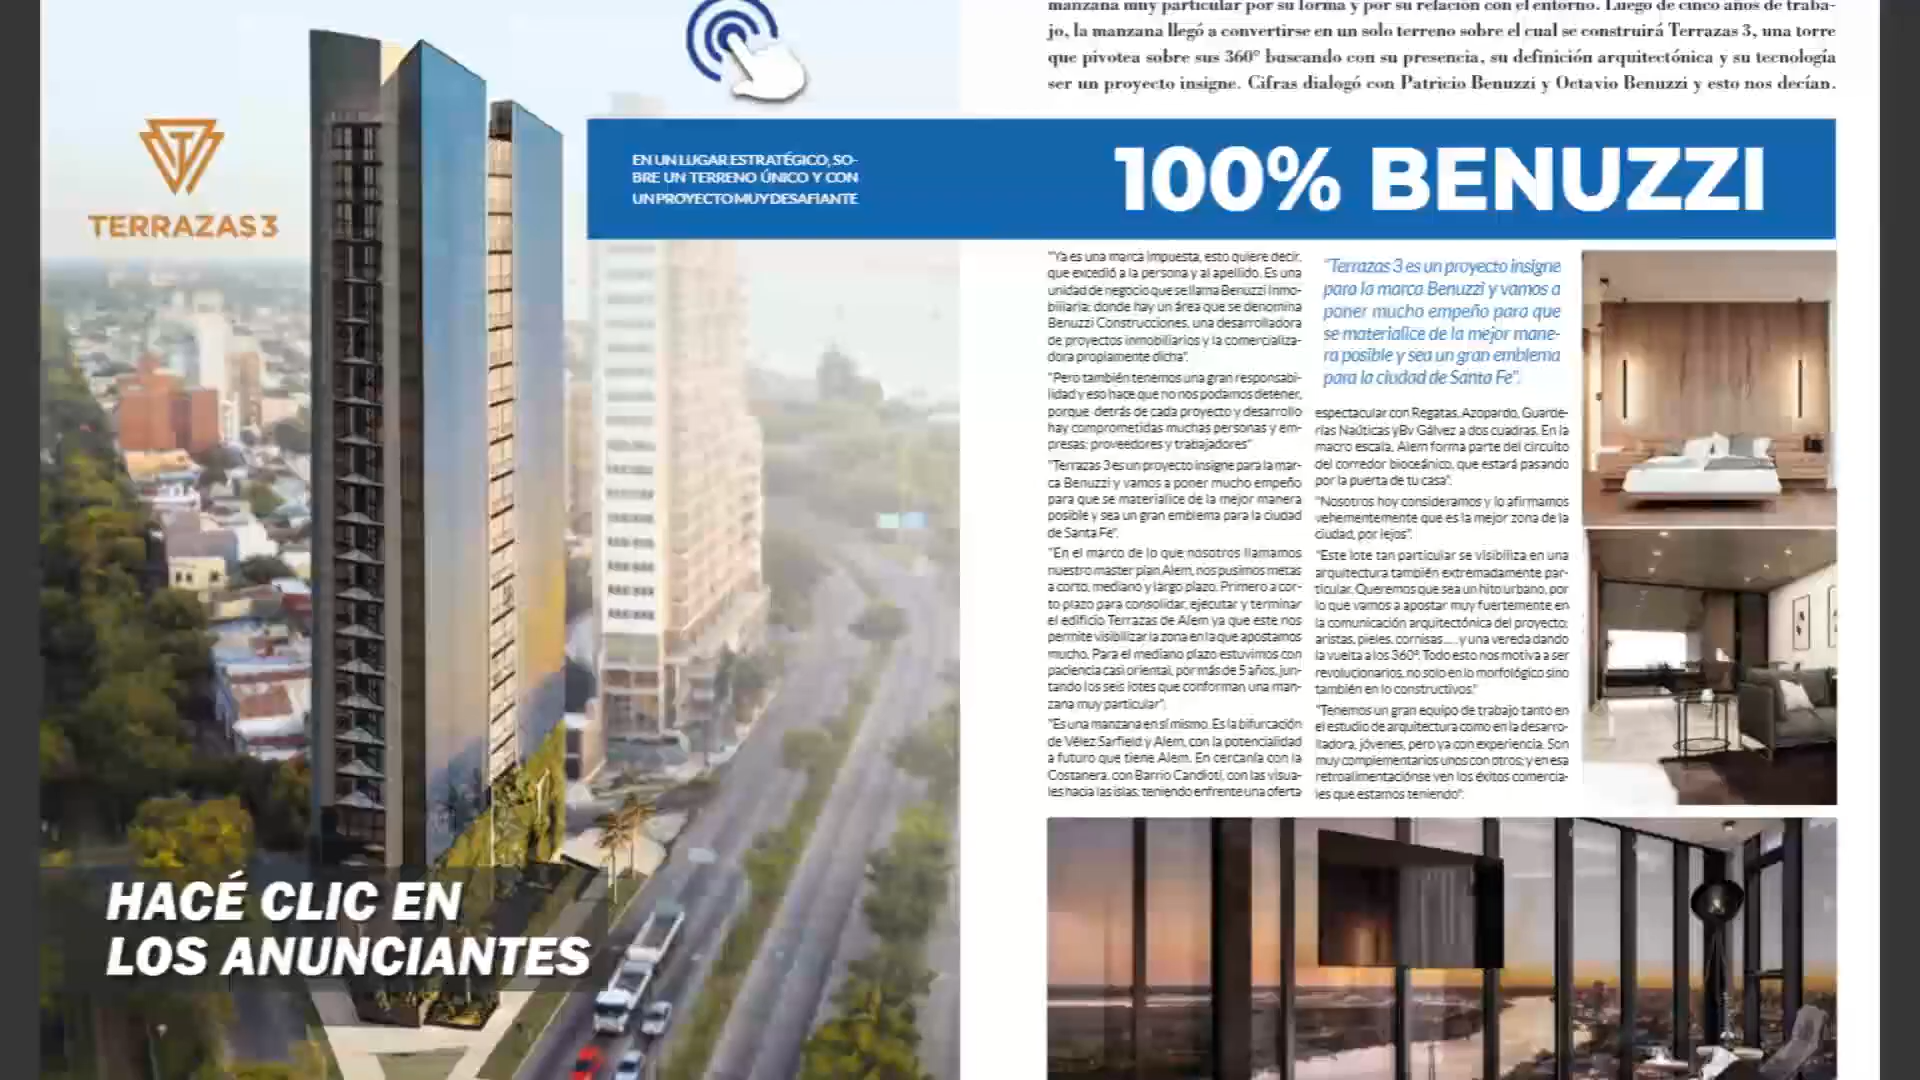 TERRAZAS 3
EN UN LUGAR ESTRATÉGICO, SO-
BRE UN TERRENO ÚNICO Y CON
UN PROYECTO MUY DESAFIANTE
HACÉ CLIC EN
LOS ANUNCIANTES
manzana muy particular por su forma y por su relación con el entorno. Luego de cinco años de traba-
jo, la manzana llegó a convertirse en un solo terreno sobre el cual se construirá Terrazas 3, una torre
que pivotea sobre sus 360° buscando con su presencia, su definición arquitectónica y su tecnología
ser un proyecto insigne. Cifras dialogó con Patricio Benuzzi y Octavio Benuzzi y esto nos decían.
100% BENUZZI
"Ya es una marca impuesta, esto quiere decir,
que excedió a la persona y al apellido. Es una
unidad de negocio que se llama Benuzzi Inmo-
biliaria; donde hay un área que se denomina
Benuzzi Construcciones, una desarrolladora
de proyectos inmobiliarios y la comercializa-
dora propiamente dicha".
"Pero también tenemos una gran responsabi-
lidad y eso hace que no nos podamos detener,
porque detrás de cada proyecto y desarrollo
hay comprometidas muchas personas y em-
presas; proveedores y trabajadores"
"Terrazas 3 es un proyecto insigne para la mar-
ca Benuzzi y vamos a poner mucho empeño
para que se materialice de la mejor manera
posible y sea un gran emblema para la ciudad
de Santa Fe".
"En el marco de lo que nosotros llamamos
nuestro master plan Alem, nos pusimos metas
a corto, mediano y largo plazo. Primero a cor-
to plazo para consolidar, ejecutar y terminar
el edificio Terrazas de Alem ya que este nos
permite visibilizar la zona en la que apostamos
mucho. Para el mediano plazo estuvimos con
paciencia casi oriental, por más de 5 años, jun-
tando los seis lotes que conforman una man-
zana muy particular".
"Es una manzana en sí mismo. Es la bifurcación
de Vélez Sarfield y Alem, con la potencialidad
a futuro que tiene Alem. En cercanía con la
Costanera, con Barrio Candioti, con las visua-
les hacia las islas; teniendo enfrente una oferta
"Terrazas 3 es un proyecto insigne
para la marca Benuzzi y vamos a
poner mucho empeño para que
se materialice de la mejor mane-
ra posible y sea un gran emblema
para la ciudad de Santa Fe".
espectacular con Regatas, Azopardo, Guarde-
rías Naúticas y Bv Gálvez a dos cuadras. En la
macro escala, Alem forma parte del circuito
del corredor bioceánico, que estará pasando
por la puerta de tu casa".
"Nosotros hoy consideramos y lo afirmamos
vehementemente que es la mejor zona de la
ciudad, por lejos".
"Este lote tan particular se visibiliza en una
arquitectura también extremadamente par-
ticular. Queremos que sea un hito urbano, por
lo que vamos a apostar muy fuertemente en
la comunicación arquitectónica del proyecto;
aristas, pieles, cornisas.... y una vereda dando
la vuelta a los 360°. Todo esto nos motiva a ser
revolucionarios, no solo en lo morfológico sino
también en lo constructivos."
"Tenemos un gran equipo de trabajo tanto en
el estudio de arquitectura como en la desarro-
lladora, jóvenes, pero ya con experiencia. Son
muy complementarios unos con otros; y en esa
retroalimentación se ven los éxitos comercia-
les que estamos teniendo".